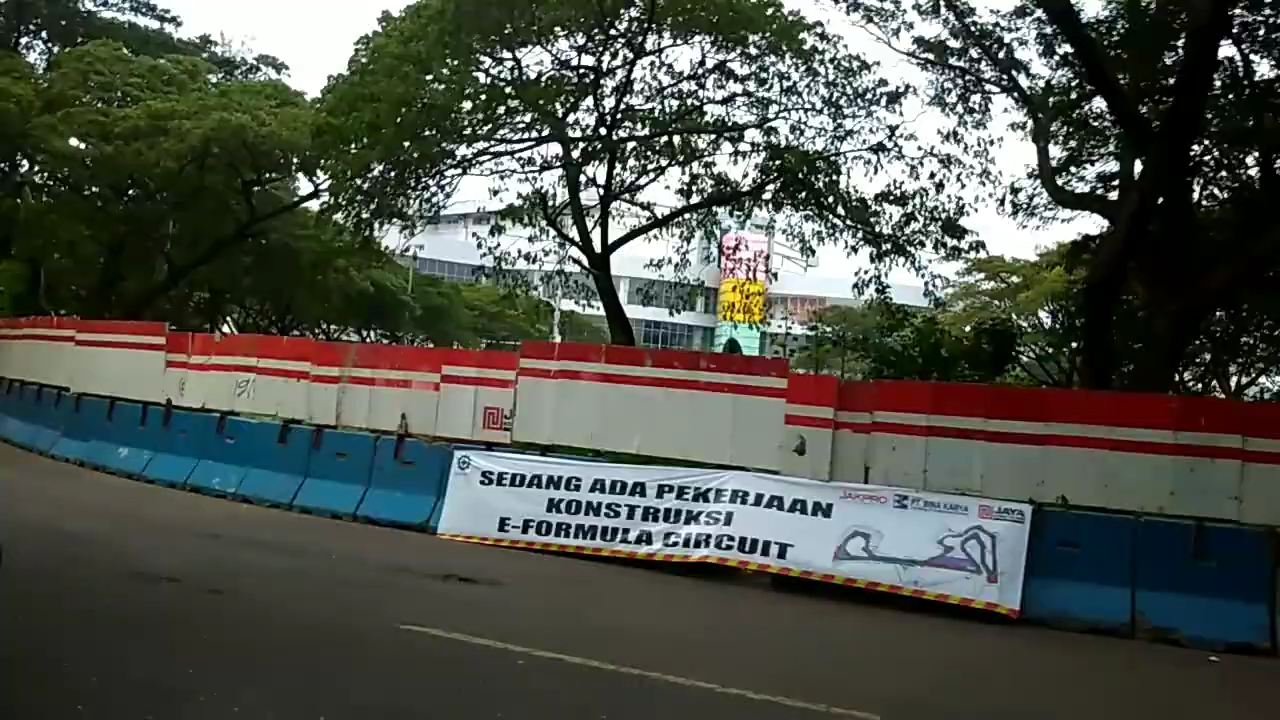 SEDANG ADA PEKERJAAN
KONSTRUKSI
E-FORMULA CIRCUIT
JAKPRO
PT. BINA KARYA
JAYA